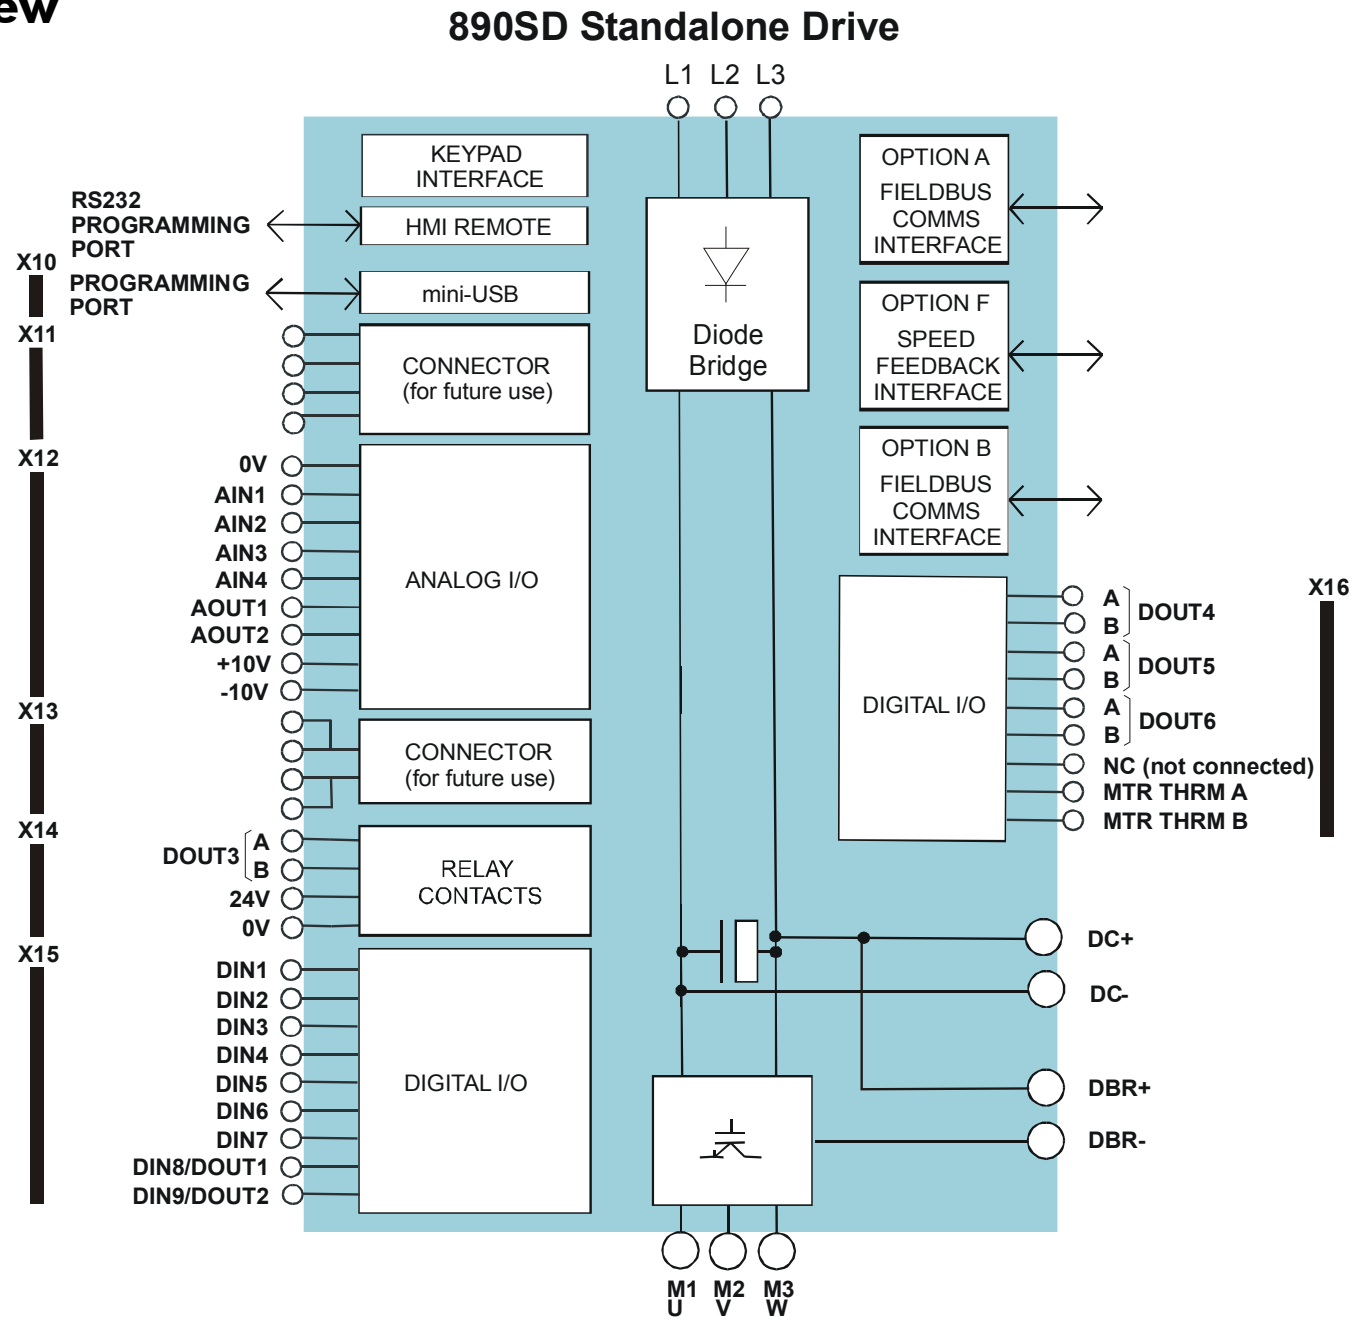 ew
890SD Standalone Drive
L1 L2 L3
KEYPAD
INTERFACE
RS232
PROGRAMMING
PORT
HMI REMOTE
X10
PROGRAMMING
PORT
mini-USB
X11
CONNECTOR
(for future use)
X12
0V
AIN1
AIN2
AIN3
AIN4
AOUT1
AOUT2
+10V
-10V
ANALOG I/O
X13
CONNECTOR
(for future use)
X14
DOUT3
A
B
24V
0V
RELAY
CONTACTS
X15
DIN1
DIN2
DIN3
DIN4
DIN5
DIN6
DIN7
DIN8/DOUT1
DIN9/DOUT2
DIGITAL I/O
Diode
Bridge
OPTION A
FIELDBUS
COMMS
INTERFACE
OPTION F
SPEED
FEEDBACK
INTERFACE
OPTION B
FIELDBUS
COMMS
INTERFACE
DIGITAL I/O
X16
A
B
DOUT4
A
B
DOUT5
A
B
DOUT6
NC (not connected)
MTR THRM A
MTR THRM B
DC+
DC-
DBR+
DBR-
M1 M2 M3
U V W